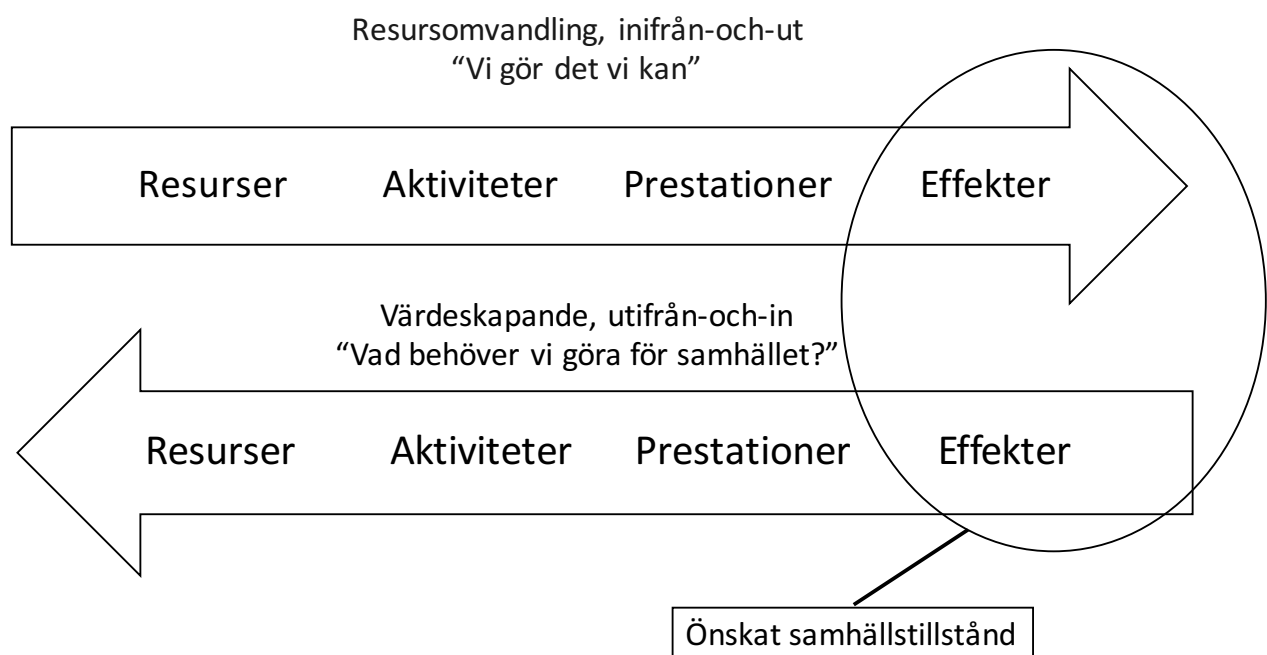 Resursomvandling, inifrån-och-ut
“Vi gör det vi kan”
Resurser Aktiviteter Prestationer Effekter
Värdeskapande, utifrån-och-in
“Vad behöver vi göra för samhället?”
Resurser Aktiviteter Prestationer Effekter
Önskat samhällstillstånd